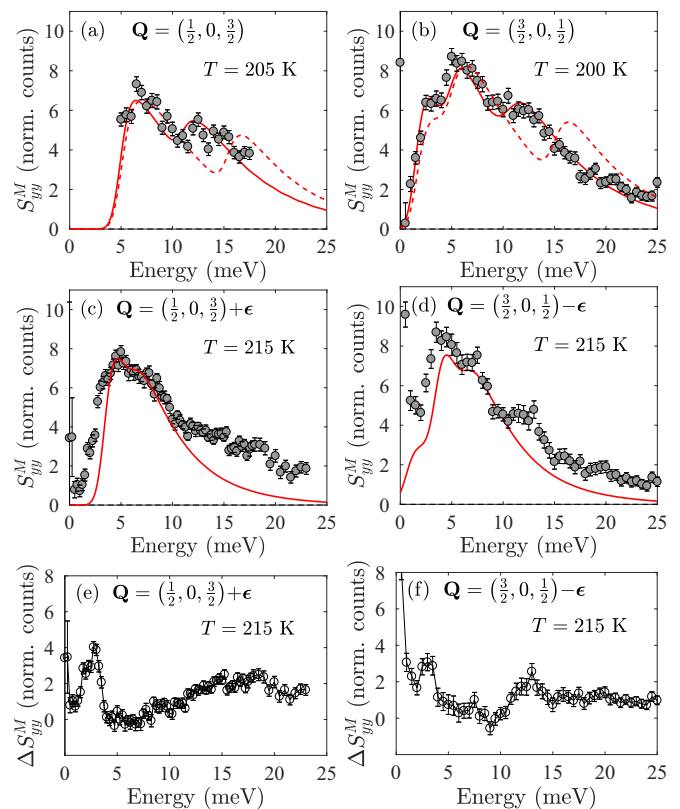 (a) Q = (1/2, 0, 3/2)
T = 205 K
S^M_yy (norm. counts)
10
8
6
4
2
0
0 5 10 15 20 25
Energy (meV)
(b) Q = (3/2, 0, 1/2)
T = 200 K
S^M_yy (norm. counts)
10
8
6
4
2
0
0 5 10 15 20 25
Energy (meV)
(c) Q = (1/2, 0, 3/2)+ϵ
T = 215 K
S^M_yy (norm. counts)
10
8
6
4
2
0
0 5 10 15 20 25
Energy (meV)
(d) Q = (3/2, 0, 1/2)−ϵ
T = 215 K
S^M_yy (norm. counts)
10
8
6
4
2
0
0 5 10 15 20 25
Energy (meV)
(e) Q = (1/2, 0, 3/2)+ϵ
T = 215 K
ΔS^M_yy (norm. counts)
8
6
4
2
0
0 5 10 15 20 25
Energy (meV)
(f) Q = (3/2, 0, 1/2)−ϵ
T = 215 K
ΔS^M_yy (norm. counts)
8
6
4
2
0
0 5 10 15 20 25
Energy (meV)